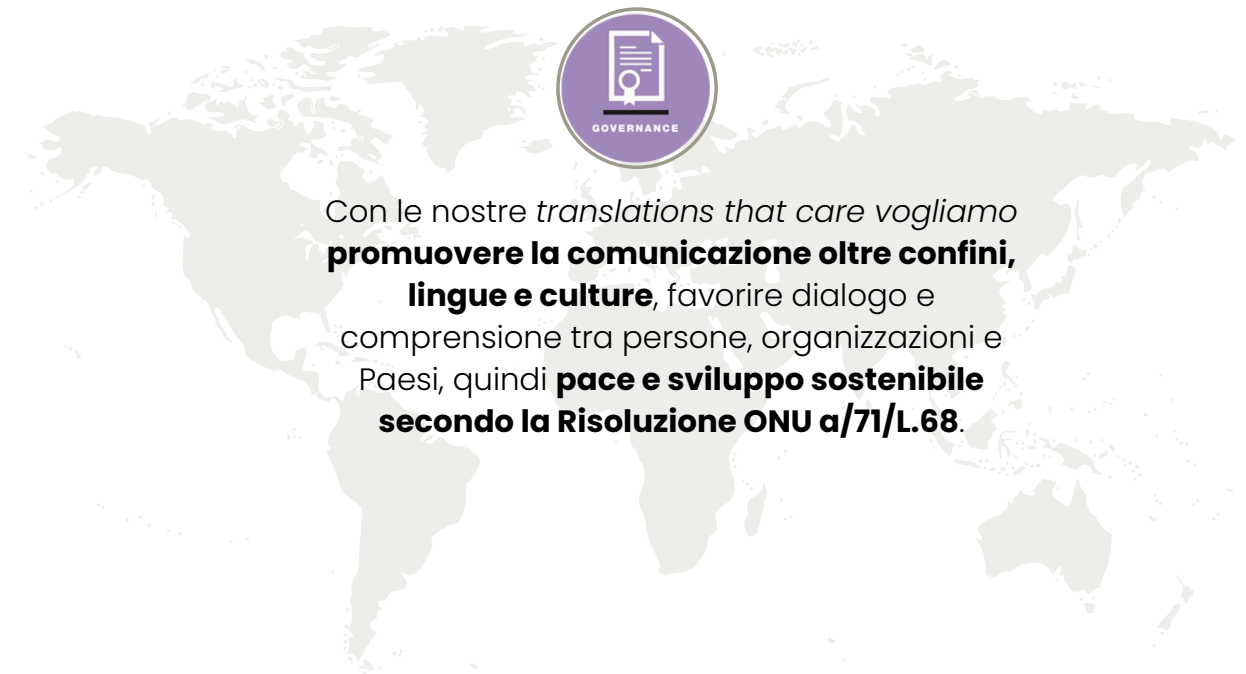 GOVERNANCE
Con le nostre translations that care vogliamo
promuovere la comunicazione oltre confini,
lingue e culture, favorire dialogo e
comprensione tra persone, organizzazioni e
Paesi, quindi pace e sviluppo sostenibile
secondo la Risoluzione ONU a/71/L.68.